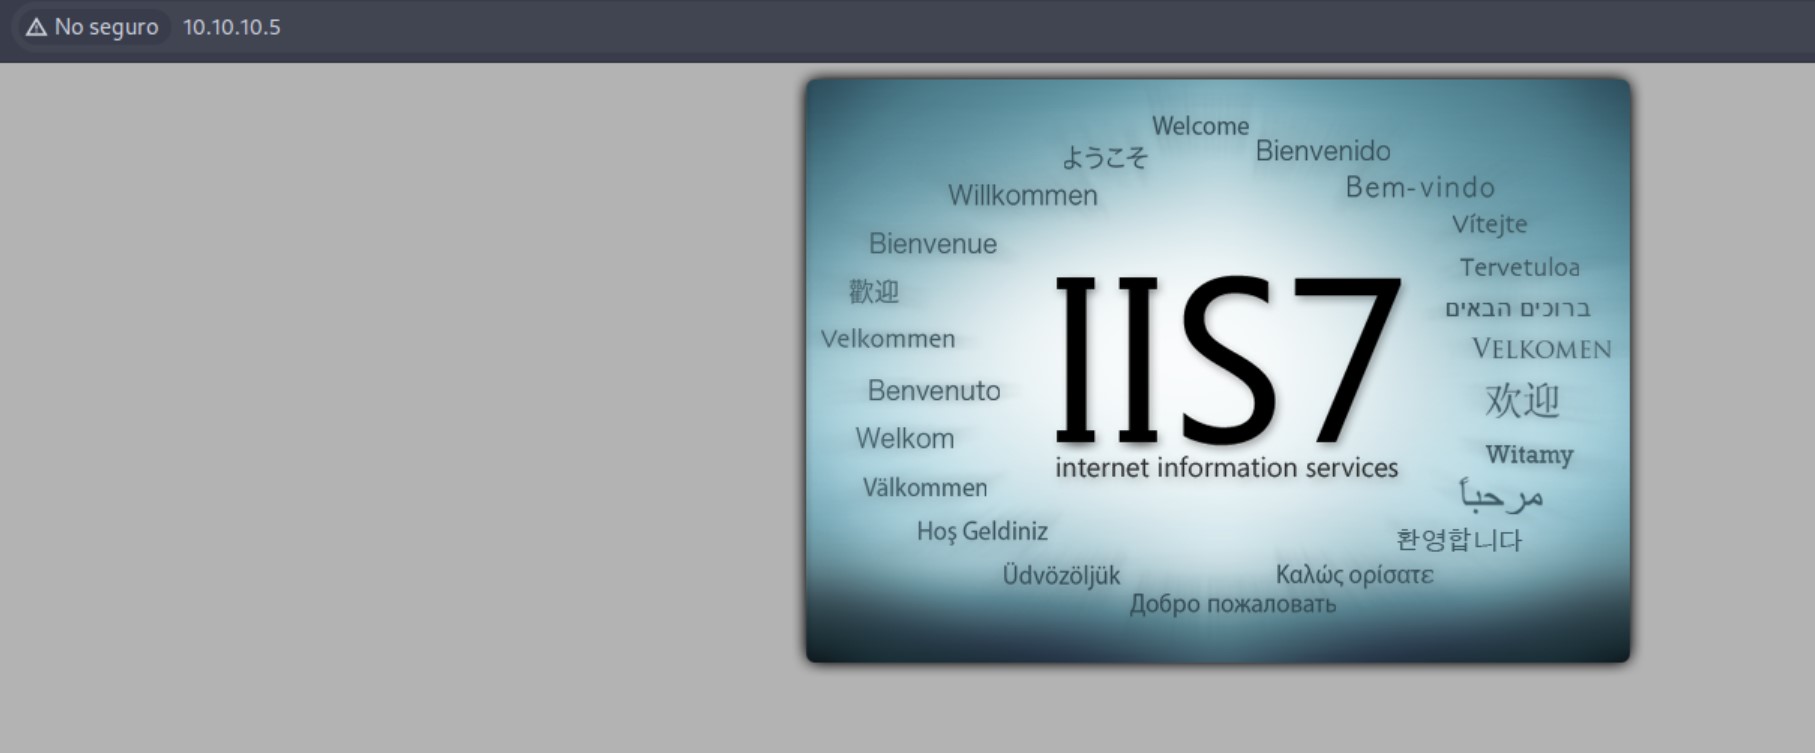 No seguro 10.10.10.5
Welcome
ようこそ
Bienvenido
Willkommen
Bem-vindo
Vítejte
Bienvenue
Tervetuloa
歡迎
ברוכים הבאים
Velkommen
VELKOMEN
IIS7
Benvenuto
欢迎
Welkom
Witamy
internet information services
Välkommen
مرحباً
Hoş Geldiniz
환영합니다
Üdvözöljük
Καλώς ορίσατε
Добро пожаловать